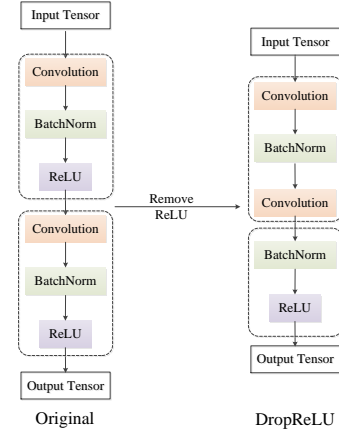 Input Tensor
Convolution
BatchNorm
ReLU
Convolution
BatchNorm
ReLU
Output Tensor
Original
Remove
ReLU
Input Tensor
Convolution
BatchNorm
Convolution
BatchNorm
ReLU
Output Tensor
DropReLU